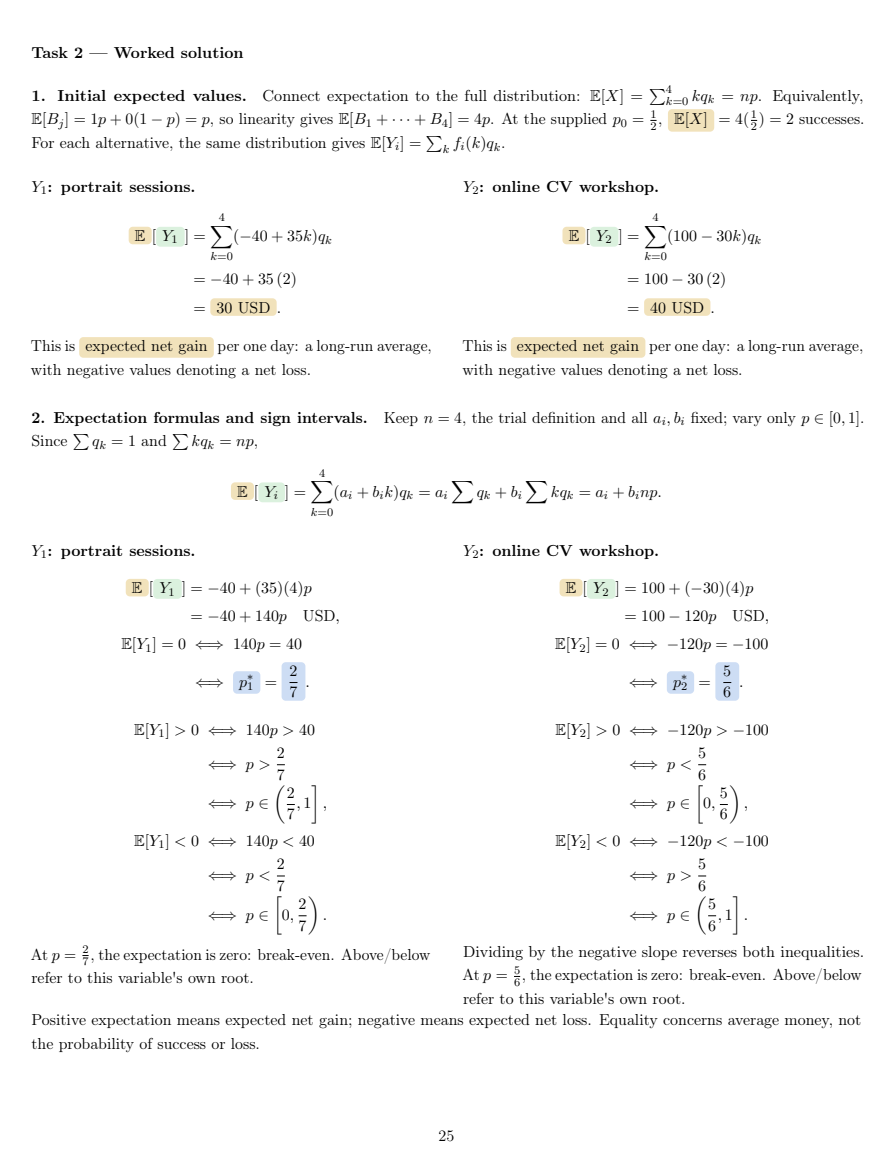 Task 2 — Worked solution
1. Initial expected values. Connect expectation to the full distribution: 𝔼[X] = ∑_{k=0}^{4} kq_k = np. Equivalently,
𝔼[B_j] = 1p + 0(1 − p) = p, so linearity gives 𝔼[B_1 + ⋯ + B_4] = 4p. At the supplied p_0 = 1/2, 𝔼[X] = 4(1/2) = 2 successes.
For each alternative, the same distribution gives 𝔼[Y_i] = ∑_k f_i(k)q_k.
Y_1: portrait sessions.
𝔼[Y_1] = ∑_{k=0}^{4} (−40 + 35k)q_k
= −40 + 35 (2)
= 30 USD.
This is expected net gain per one day: a long-run average,
with negative values denoting a net loss.
Y_2: online CV workshop.
𝔼[Y_2] = ∑_{k=0}^{4} (100 − 30k)q_k
= 100 − 30 (2)
= 40 USD.
This is expected net gain per one day: a long-run average,
with negative values denoting a net loss.
2. Expectation formulas and sign intervals. Keep n = 4, the trial definition and all a_i, b_i fixed; vary only p ∈ [0, 1].
Since ∑ q_k = 1 and ∑ kq_k = np,
𝔼[Y_i] = ∑_{k=0}^{4} (a_i + b_i k)q_k = a_i ∑ q_k + b_i ∑ kq_k = a_i + b_i np.
Y_1: portrait sessions.
𝔼[Y_1] = −40 + (35)(4)p
= −40 + 140p USD,
𝔼[Y_1] = 0 ⟺ 140p = 40
⟺ p_1^* = 2/7.
𝔼[Y_1] > 0 ⟺ 140p > 40
⟺ p > 2/7
⟺ p ∈ (2/7, 1],
𝔼[Y_1] < 0 ⟺ 140p < 40
⟺ p < 2/7
⟺ p ∈ [0, 2/7).
At p = 2/7, the expectation is zero: break-even. Above/below
refer to this variable's own root.
Y_2: online CV workshop.
𝔼[Y_2] = 100 + (−30)(4)p
= 100 − 120p USD,
𝔼[Y_2] = 0 ⟺ −120p = −100
⟺ p_2^* = 5/6.
𝔼[Y_2] > 0 ⟺ −120p > −100
⟺ p < 5/6
⟺ p ∈ [0, 5/6),
𝔼[Y_2] < 0 ⟺ −120p < −100
⟺ p > 5/6
⟺ p ∈ (5/6, 1].
Dividing by the negative slope reverses both inequalities.
At p = 5/6, the expectation is zero: break-even. Above/below
refer to this variable's own root.
Positive expectation means expected net gain; negative means expected net loss. Equality concerns average money, not
the probability of success or loss.
25